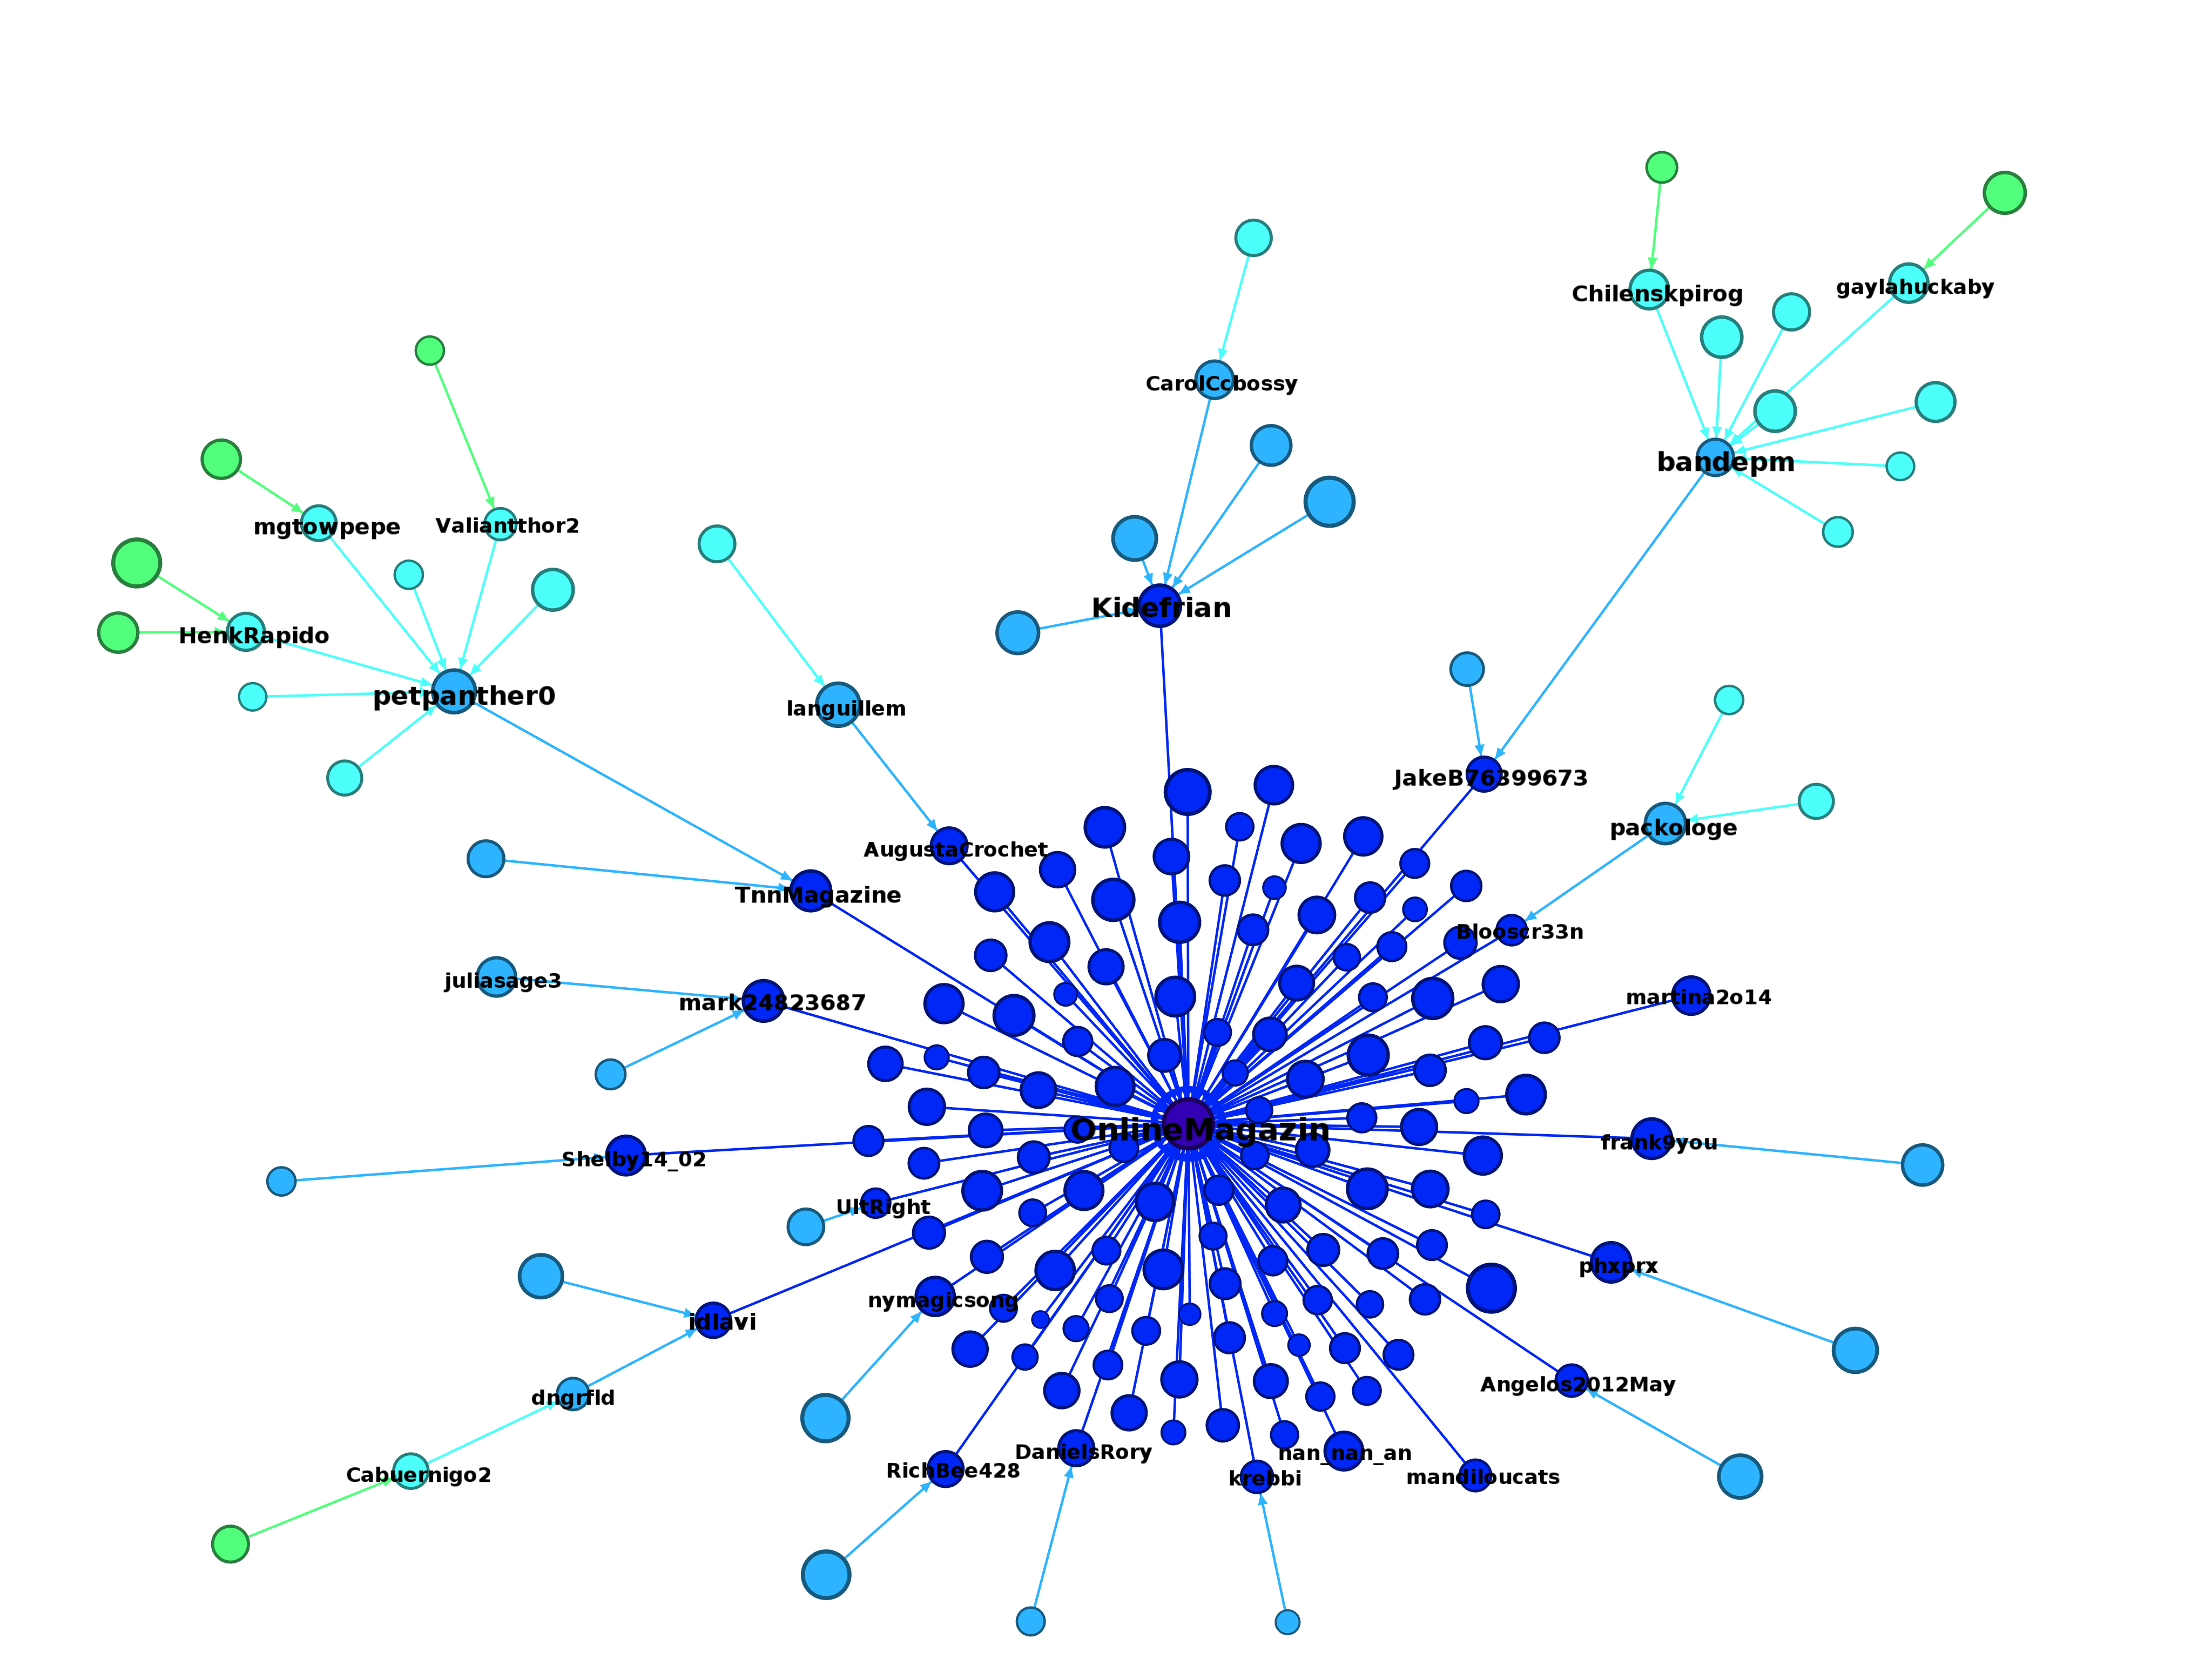 gaylahuckaby
Chilenskpirog
CarolCcbossy
bandepm
Valiantthor2
mgtowpepe
Kidefrian
HenkRapido
petpanther0
languillem
JakeB76399673
packologe
AugustaCrochet
TnnMagazine
Blooscr33n
juliasage3
martina2o14
mark24823687
OnlineMagazin
frank9you
Shelby14_02
UltRight
phxprx
nymagicsong
idlavi
Angelos2012May
dngrfld
DanielsRory
nan_nan_an
RichBee428
Cabuernigo2
mandiloucats
krebbi